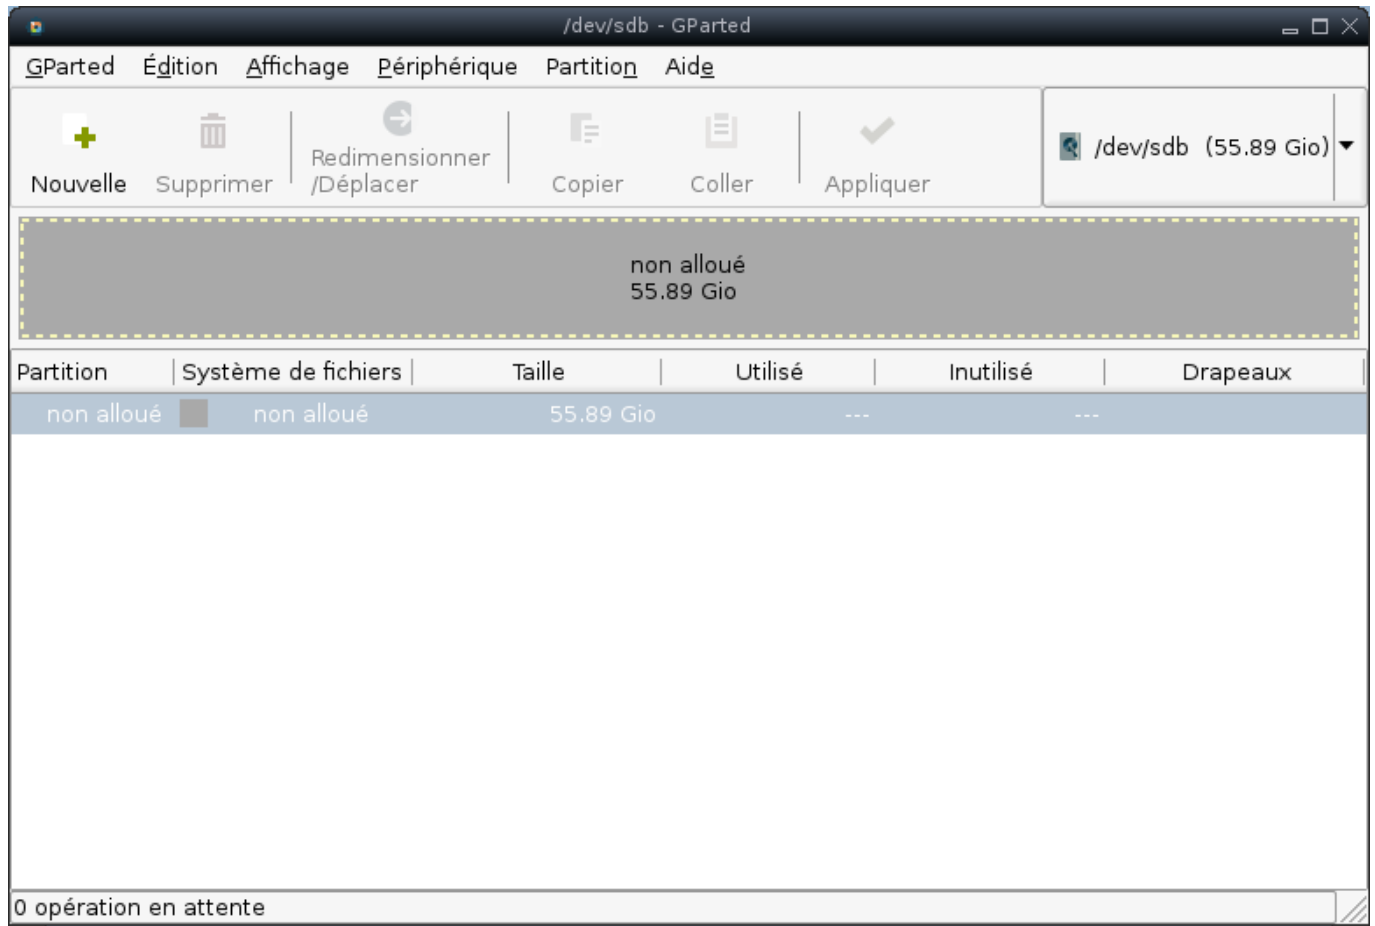 /dev/sdb - GParted
GParted Édition Affichage Périphérique Partition Aide
Nouvelle Supprimer Redimensionner
/Déplacer Copier Coller Appliquer /dev/sdb (55.89 Gio)
non alloué
55.89 Gio
Partition Système de fichiers Taille Utilisé Inutilisé Drapeaux
non alloué non alloué 55.89 Gio --- ---
0 opération en attente